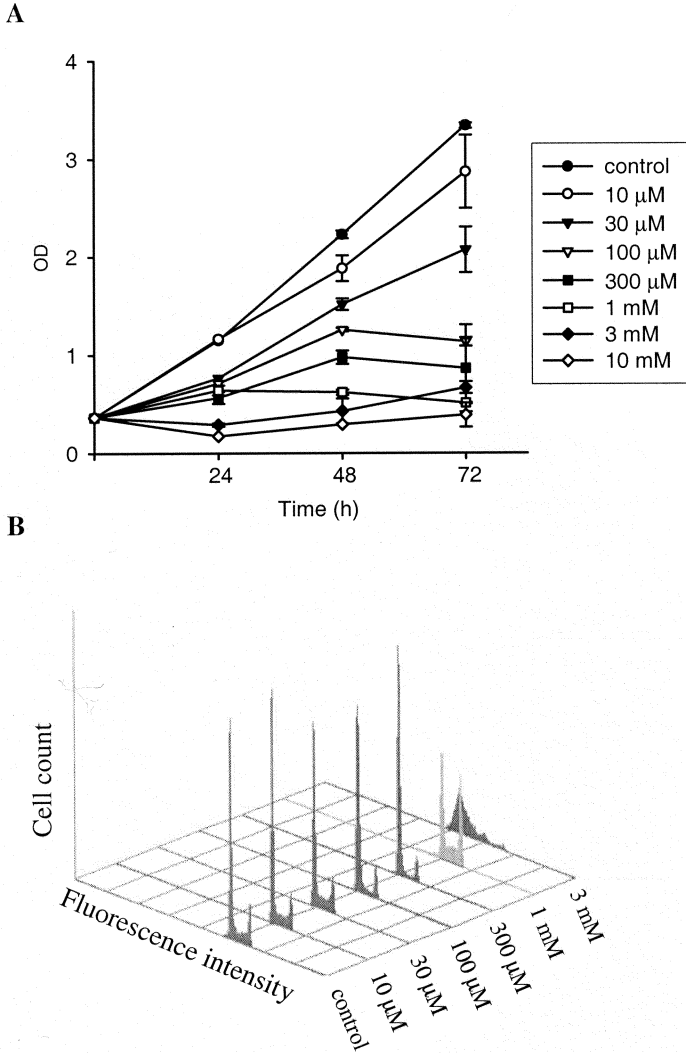 A
4
3
2
1
0
OD
24
48
72
Time (h)
control
10 µM
30 µM
100 µM
300 µM
1 mM
3 mM
10 mM
B
Cell count
Fluorescence intensity
control
10 µM
30 µM
100 µM
300 µM
1 mM
3 mM